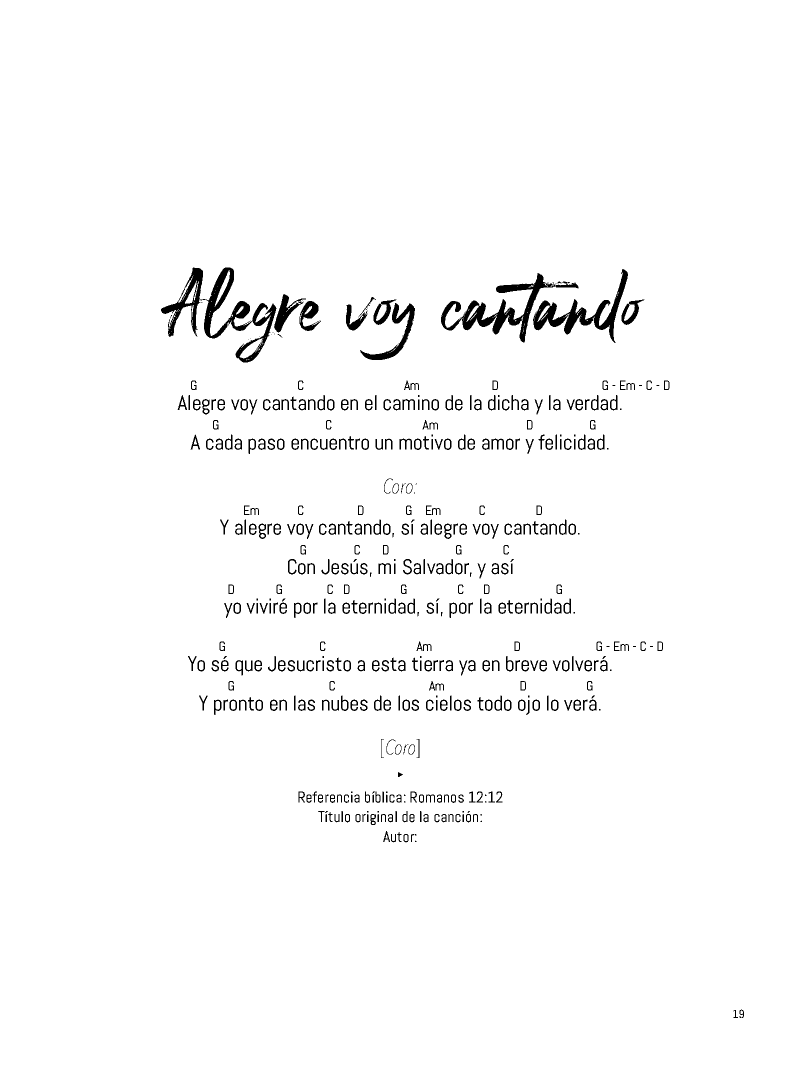 Alegre voy cantando
G C Am D G - Em - C - D
Alegre voy cantando en el camino de la dicha y la verdad.
G C Am D G
A cada paso encuentro un motivo de amor y felicidad.
Coro:
Em C D G Em C D
Y alegre voy cantando, sí alegre voy cantando.
G C D G C
Con Jesús, mi Salvador, y así
D G C D G C D G
yo viviré por la eternidad, sí, por la eternidad.
G C Am D G - Em - C - D
Yo sé que Jesucristo a esta tierra ya en breve volverá.
G C Am D G
Y pronto en las nubes de los cielos todo ojo lo verá.
[Coro]
▸
Referencia bíblica: Romanos 12:12
Título original de la canción:
Autor:
19